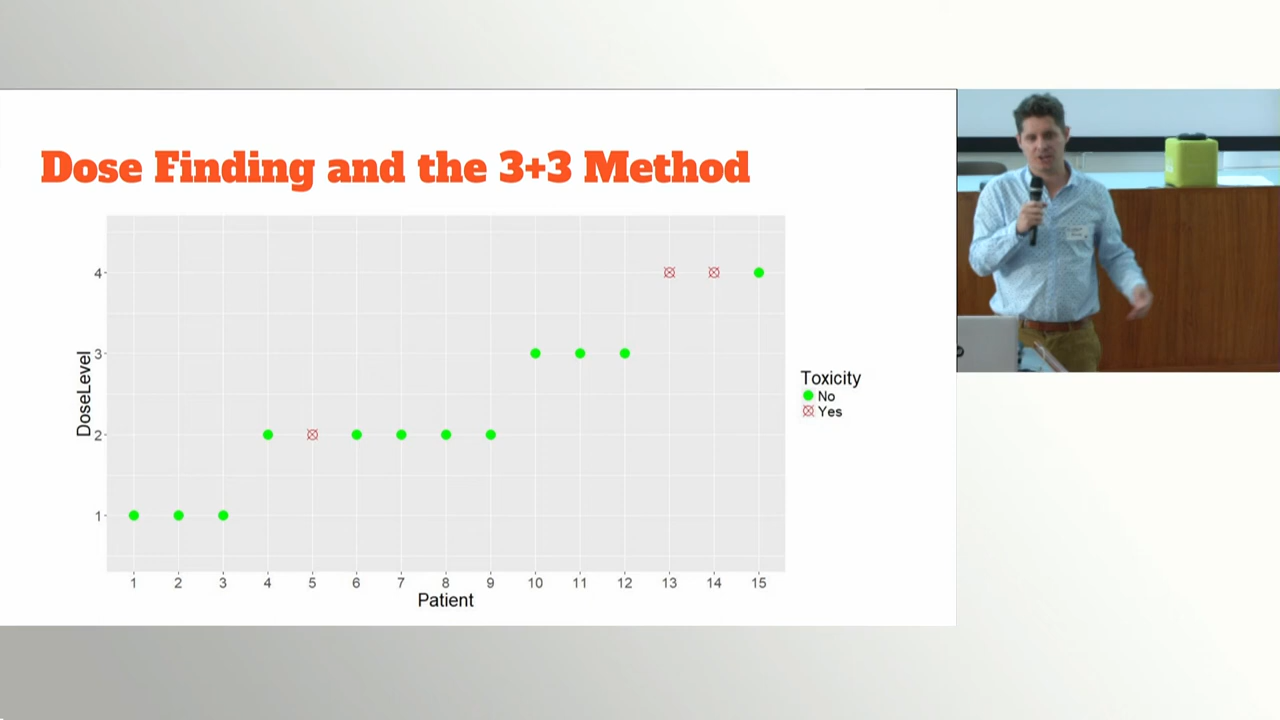 Dose Finding and the 3+3 Method
DoseLevel
4
3
2
1
1 2 3 4 5 6 7 8 9 10 11 12 13 14 15
Patient
Toxicity
No
Yes